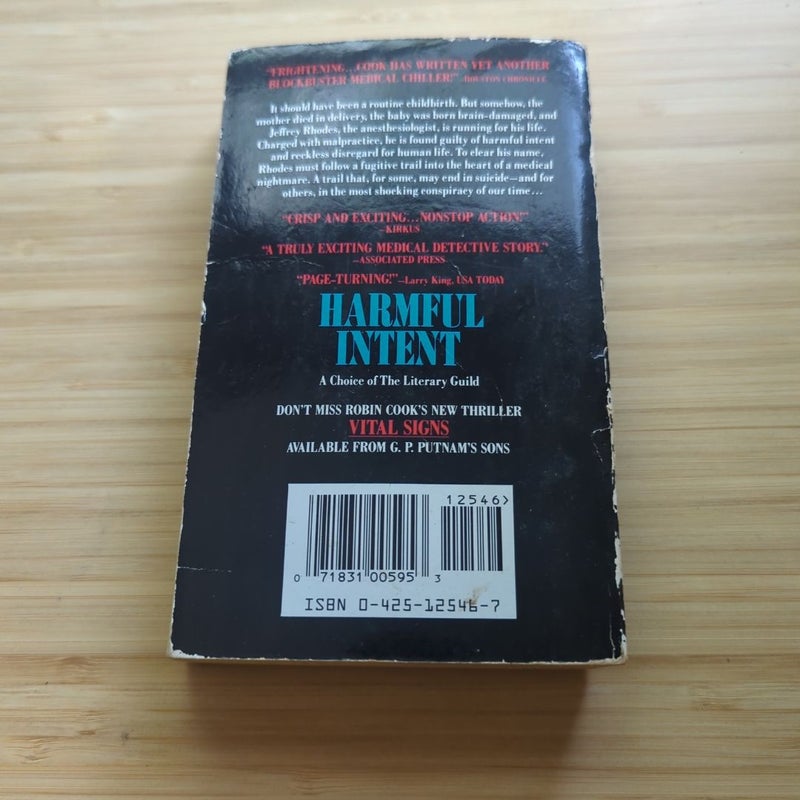 “FRIGHTENING...COOK HAS WRITTEN YET ANOTHER
BLOCKBUSTER MEDICAL CHILLER!” —HOUSTON CHRONICLE
It should have been a routine childbirth. But somehow, the
mother died in delivery, the baby was born brain-damaged, and
Jeffrey Rhodes, the anesthesiologist, is running for his life.
Charged with malpractice, he is found guilty of harmful intent
and reckless disregard for human life. To clear his name,
Rhodes must follow a fugitive trail into the heart of a medical
nightmare. A trail that, for some, may end in suicide—and for
others, in the most shocking conspiracy of our time...
“CRISP AND EXCITING...NONSTOP ACTION!”
—KIRKUS
“A TRULY EXCITING MEDICAL DETECTIVE STORY.”
—ASSOCIATED PRESS
“PAGE-TURNING!”—Larry King, USA TODAY
HARMFUL
INTENT
A Choice of The Literary Guild
DON'T MISS ROBIN COOK'S NEW THRILLER
VITAL SIGNS
AVAILABLE FROM G. P. PUTNAM'S SONS
12546>
0 71831 00595 3
ISBN 0-425-12546-7